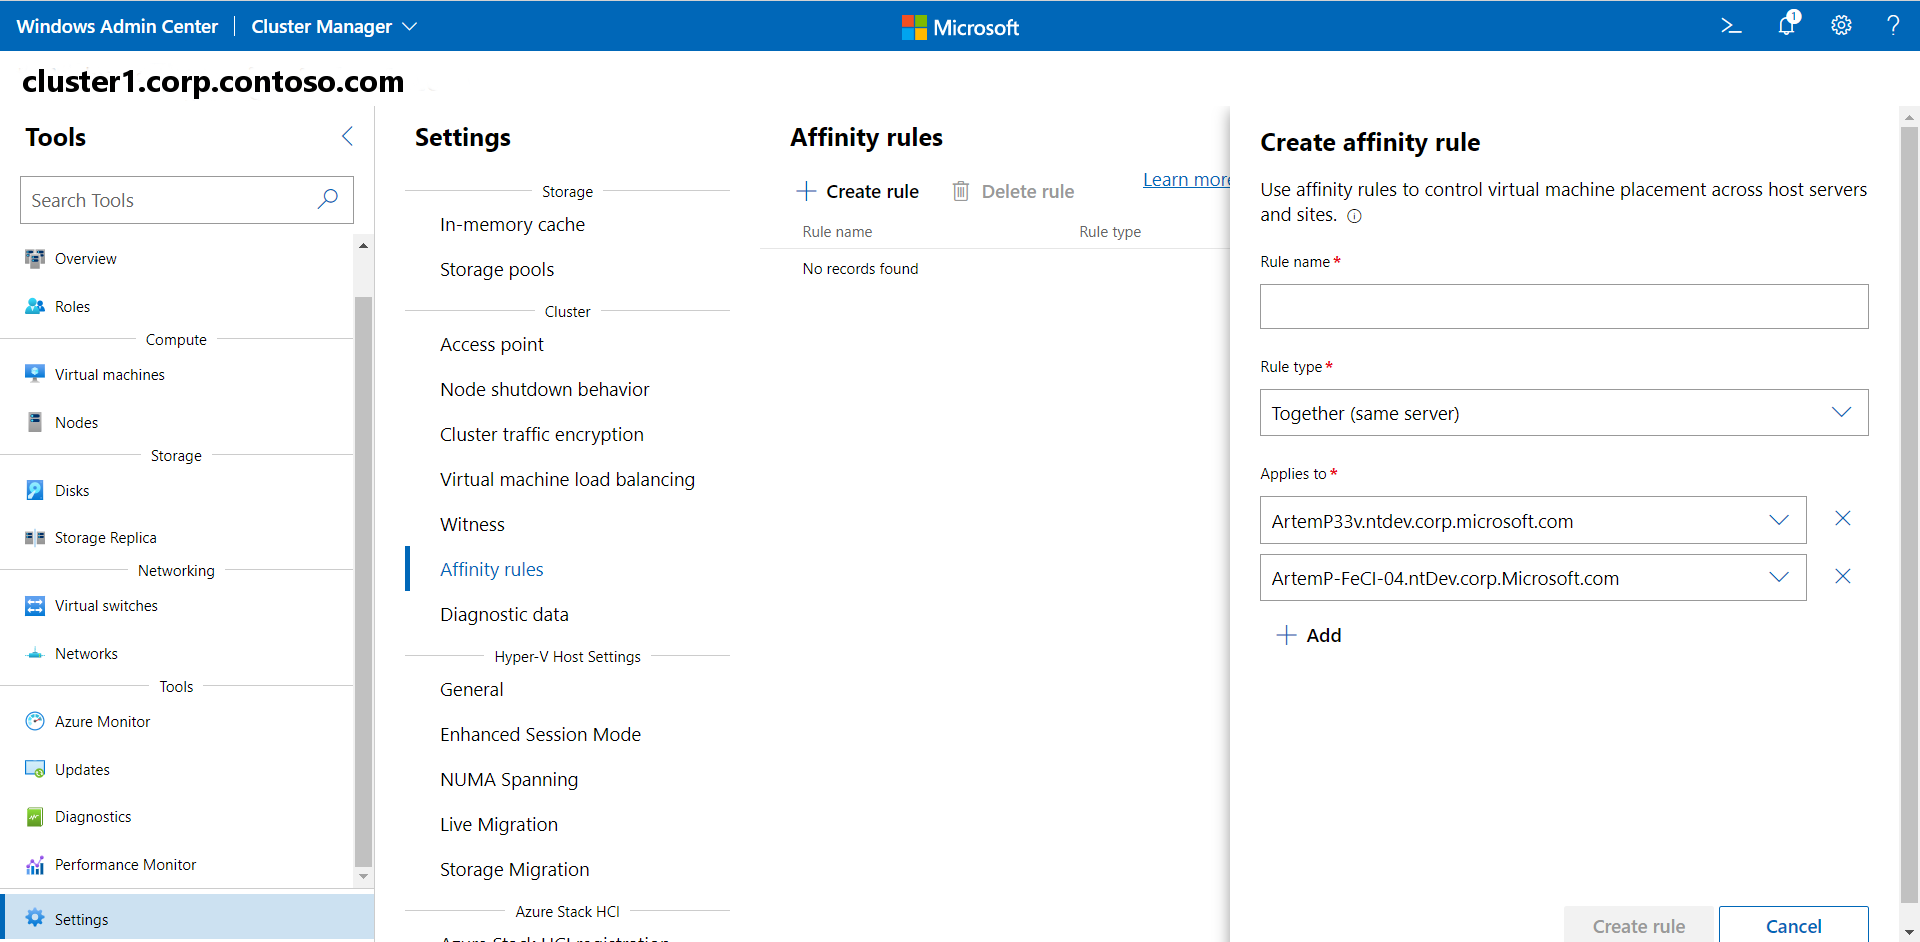 Windows Admin Center
Cluster Manager
Microsoft
1
cluster1.corp.contoso.com
Tools
Search Tools
Overview
Roles
Compute
Virtual machines
Nodes
Storage
Disks
Storage Replica
Networking
Virtual switches
Networks
Tools
Azure Monitor
Updates
Diagnostics
Performance Monitor
Settings
Settings
Storage
In-memory cache
Storage pools
Cluster
Access point
Node shutdown behavior
Cluster traffic encryption
Virtual machine load balancing
Witness
Affinity rules
Diagnostic data
Hyper-V Host Settings
General
Enhanced Session Mode
NUMA Spanning
Live Migration
Storage Migration
Azure Stack HCI
Azure Stack HCI registration
Affinity rules
Create rule
Delete rule
Learn more
Rule name
Rule type
No records found
Create affinity rule
Use affinity rules to control virtual machine placement across host servers
and sites.
Rule name *
Rule type *
Together (same server)
Applies to *
ArtemP33v.ntdev.corp.microsoft.com
ArtemP-FeCI-04.ntDev.corp.Microsoft.com
Add
Create rule
Cancel